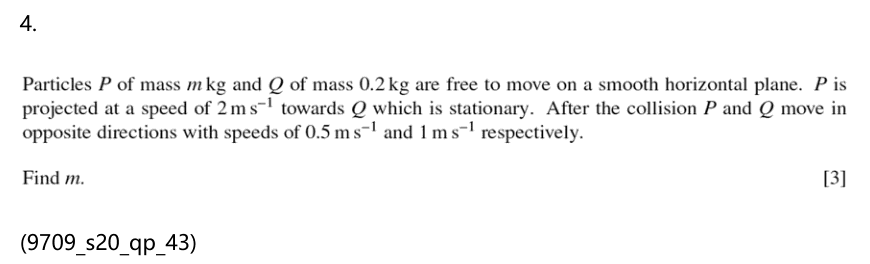 4.
Particles P of mass m kg and Q of mass 0.2 kg are free to move on a smooth horizontal plane. P is
projected at a speed of 2 m s⁻¹ towards Q which is stationary. After the collision P and Q move in
opposite directions with speeds of 0.5 m s⁻¹ and 1 m s⁻¹ respectively.
Find m. [3]
(9709_s20_qp_43)